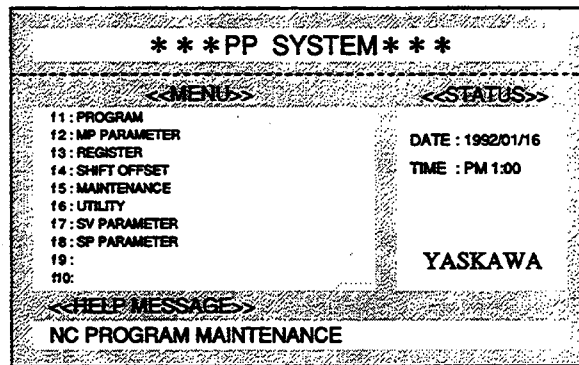 ***PP SYSTEM***
<<MENU>>
f1 : PROGRAM
f2 : MP PARAMETER
f3 : REGISTER
f4 : SHIFT OFFSET
f5 : MAINTENANCE
f6 : UTILITY
f7 : SV PARAMETER
f8 : SP PARAMETER
f9 :
f10:
<<STATUS>>
DATE : 1992/01/16
TIME : PM 1:00
YASKAWA
<<HELP MESSAGE>>
NC PROGRAM MAINTENANCE